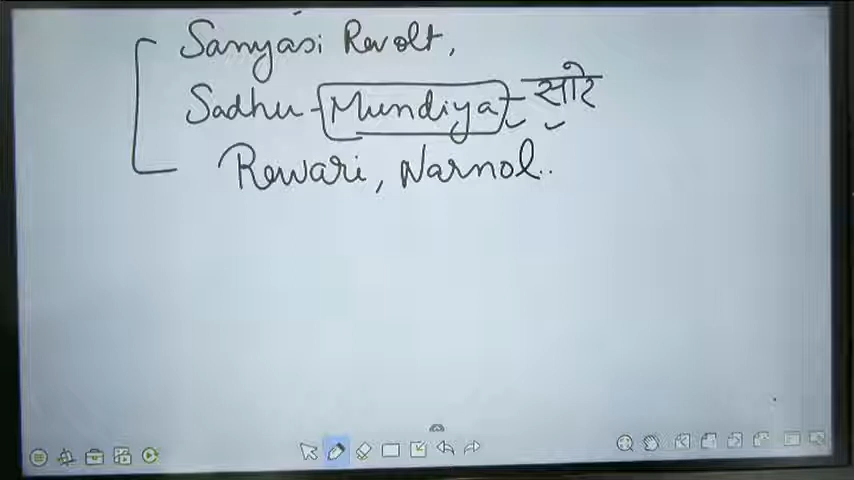 Sanyasi Revolt,
Sadhu - Mundiya - सोरे
Rewari, Narnol..